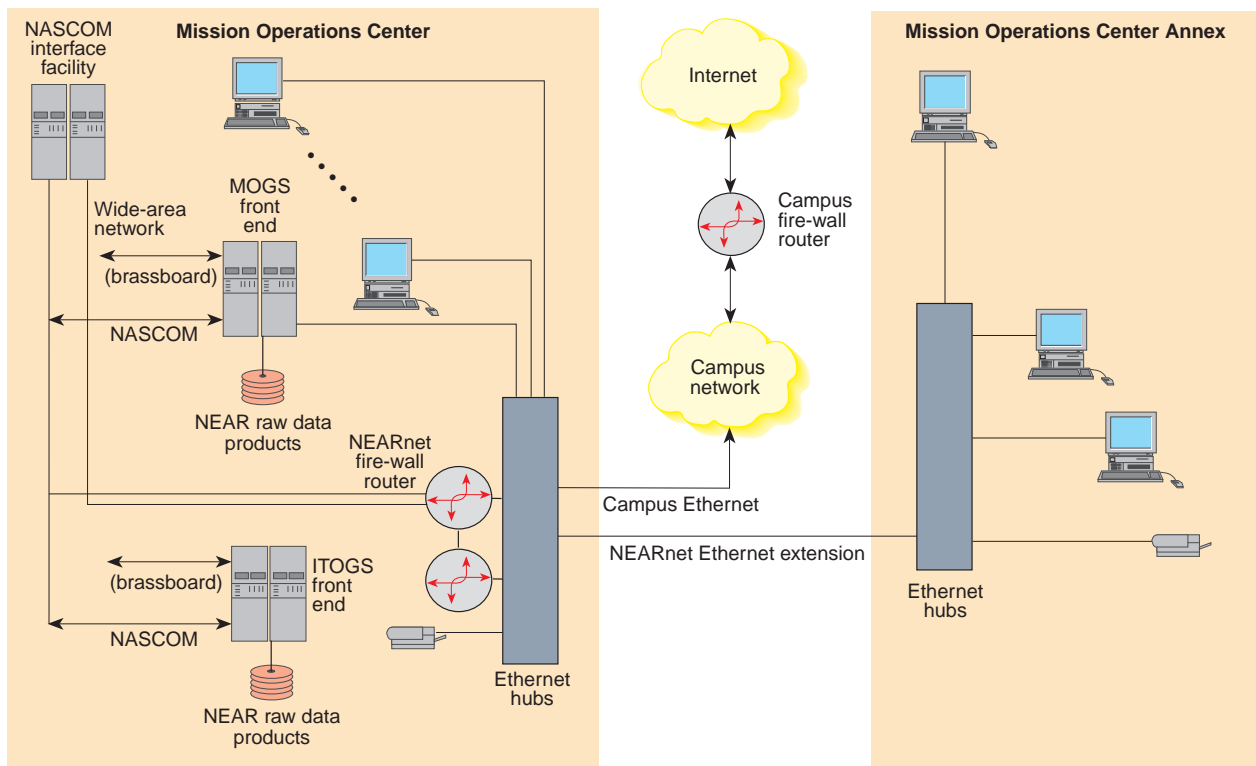 NASCOM
interface
facility
Mission Operations Center
Wide-area
network
(brassboard)
MOGS
front
end
NASCOM
NEAR raw data
products
NEARnet
fire-wall
router
(brassboard)
ITOGS
front
end
NASCOM
NEAR raw data
products
Ethernet
hubs
Internet
Campus
fire-wall
router
Campus
network
Campus Ethernet
NEARnet Ethernet extension
Mission Operations Center Annex
Ethernet
hubs